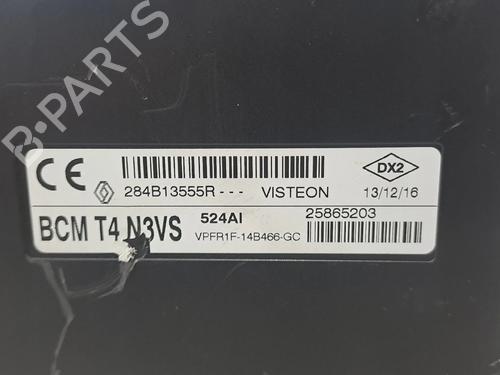 B-PARTS
CE
284B13555R--- VISTEON
DX2
13/12/16
BCM T4 N3VS
524AI
VPFR1F-14B466-GC
25865203